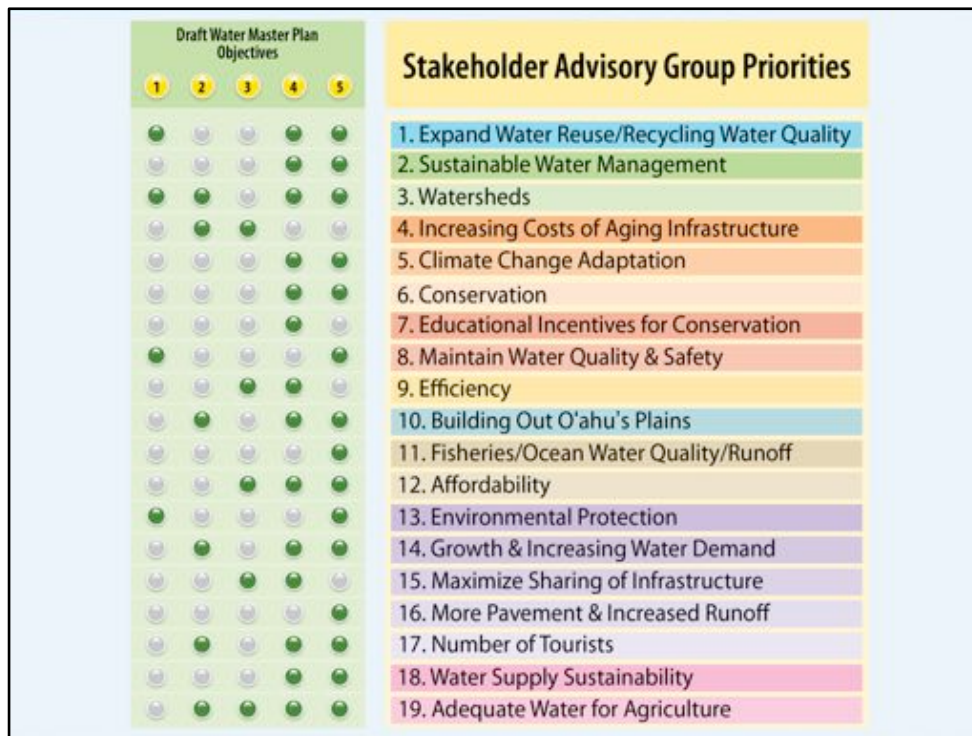 Draft Water Master Plan
Objectives
1 2 3 4 5
Stakeholder Advisory Group Priorities
1. Expand Water Reuse/Recycling Water Quality
2. Sustainable Water Management
3. Watersheds
4. Increasing Costs of Aging Infrastructure
5. Climate Change Adaptation
6. Conservation
7. Educational Incentives for Conservation
8. Maintain Water Quality & Safety
9. Efficiency
10. Building Out O'ahu's Plains
11. Fisheries/Ocean Water Quality/Runoff
12. Affordability
13. Environmental Protection
14. Growth & Increasing Water Demand
15. Maximize Sharing of Infrastructure
16. More Pavement & Increased Runoff
17. Number of Tourists
18. Water Supply Sustainability
19. Adequate Water for Agriculture